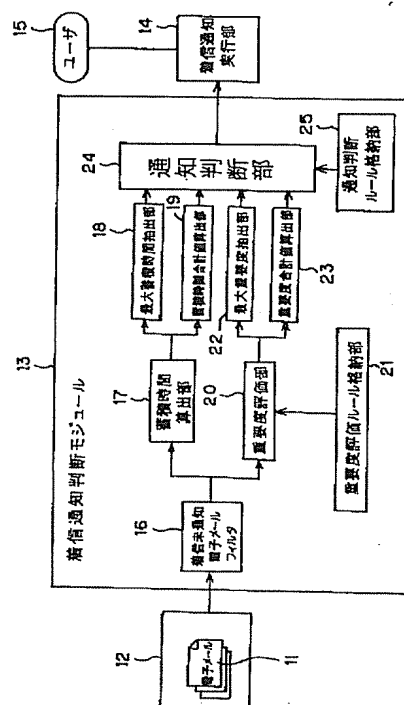 15
ユーザ
14
着信通知
実行部
13
着信通知判断モジュール
24
通知判断部
25
通知判断
ルール格納部
18
最大蓄積時間抽出部
19
蓄積時間合計値算出部
22
最大重要度抽出部
23
重要度合計値算出部
17
蓄積時間
算出部
20
重要度評価部
21
重要度評価ルール格納部
16
着信未通知
電子メール
フィルタ
12
電子メール
11